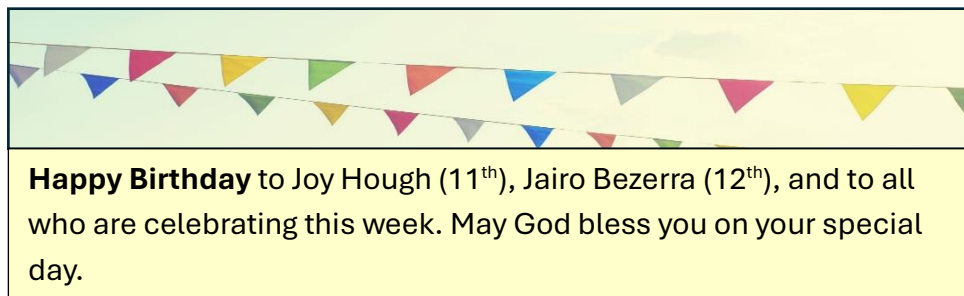 Happy Birthday to Joy Hough (11th), Jairo Bezerra (12th), and to all
who are celebrating this week. May God bless you on your special
day.